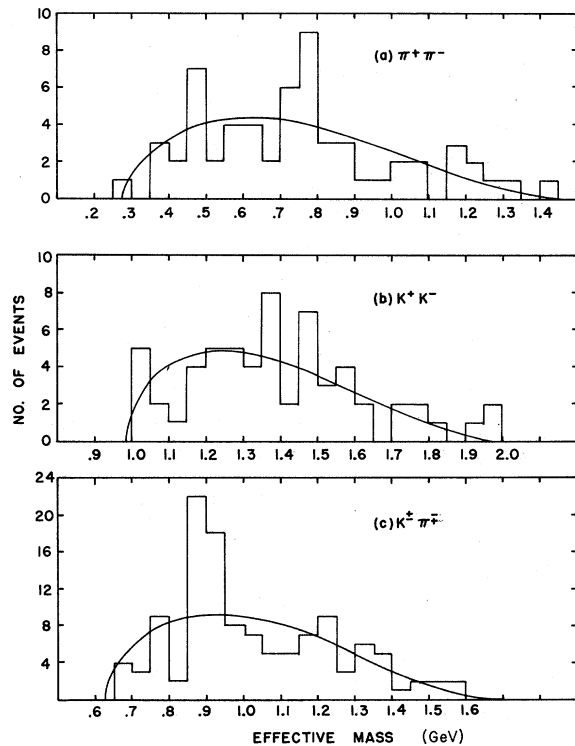 10
8
6
4
2
0
(a) π+ π−
.2 .3 .4 .5 .6 .7 .8 .9 1.0 1.1 1.2 1.3 1.4
NO. OF EVENTS
10
8
6
4
2
0
(b) K+ K−
.9 1.0 1.1 1.2 1.3 1.4 1.5 1.6 1.7 1.8 1.9 2.0
24
20
16
12
8
4
(c) K± π∓
.6 .7 .8 .9 1.0 1.1 1.2 1.3 1.4 1.5 1.6
EFFECTIVE MASS (GeV)